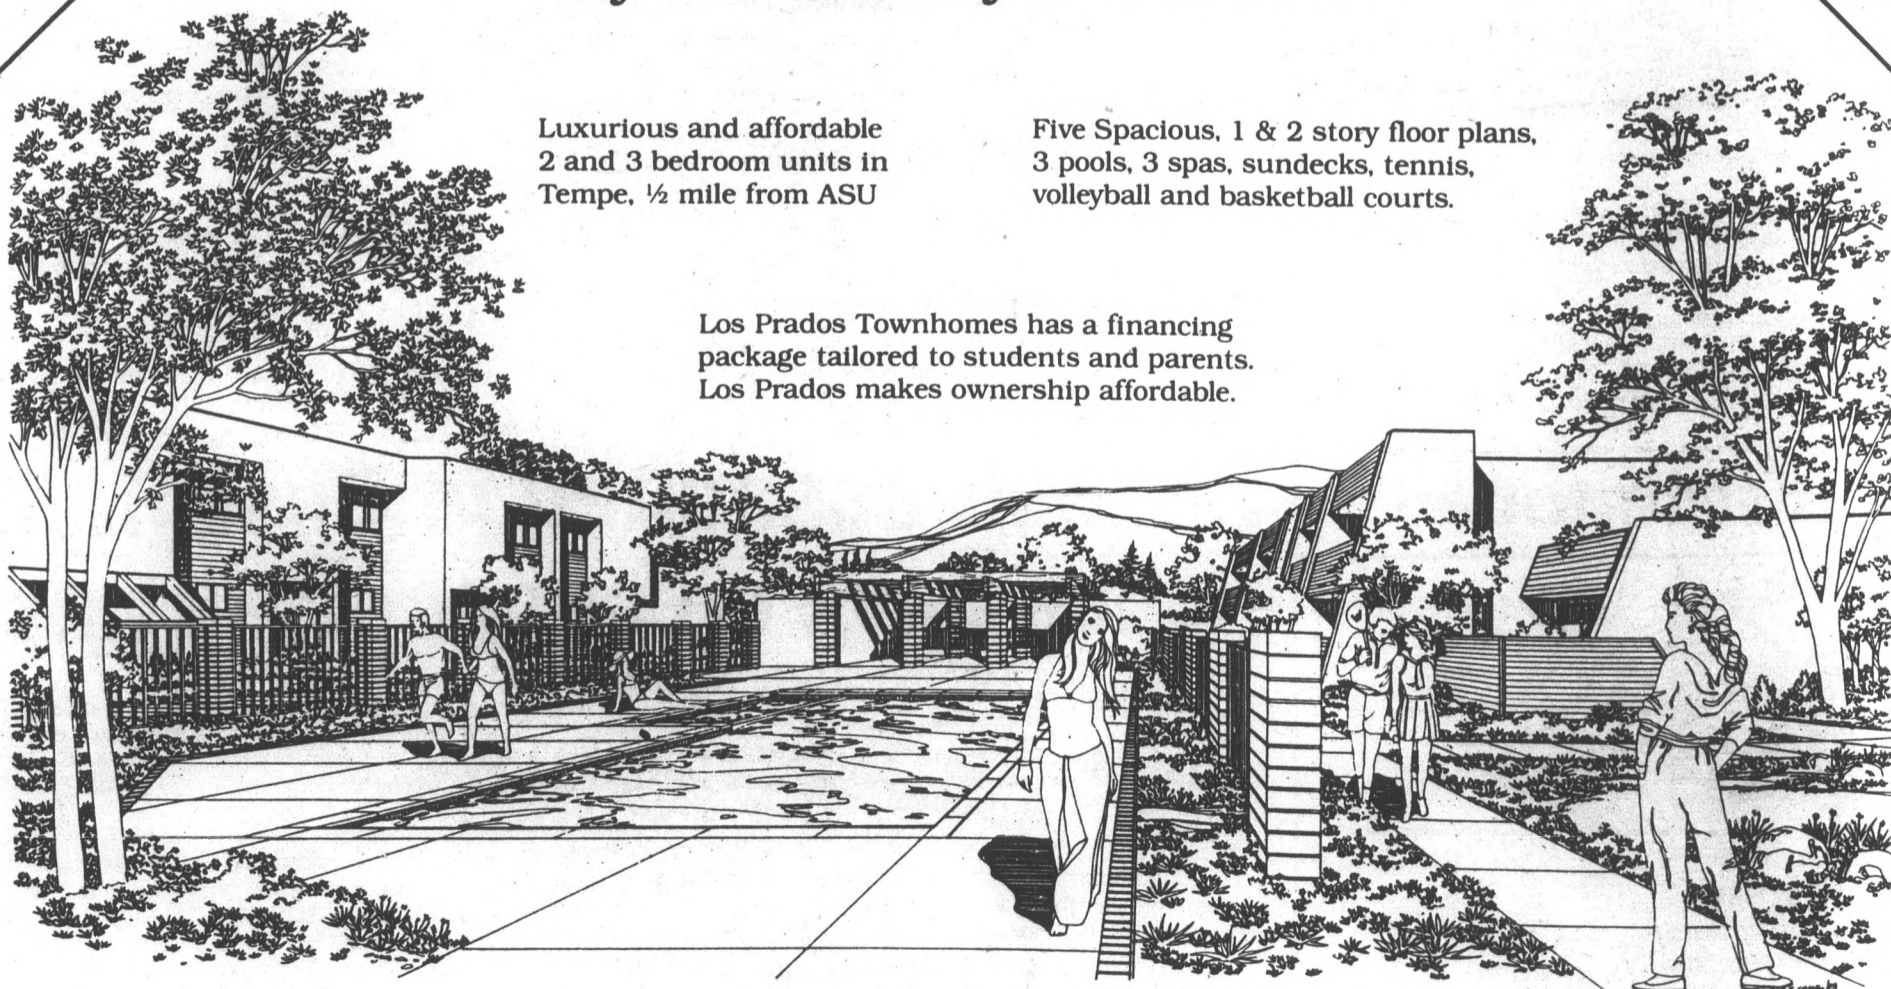 Luxurious and affordable
2 and 3 bedroom units in
Tempe, ½ mile from ASU
Five Spacious, 1 & 2 story floor plans,
3 pools, 3 spas, sundecks, tennis,
volleyball and basketball courts.
Los Prados Townhomes has a financing
package tailored to students and parents.
Los Prados makes ownership affordable.